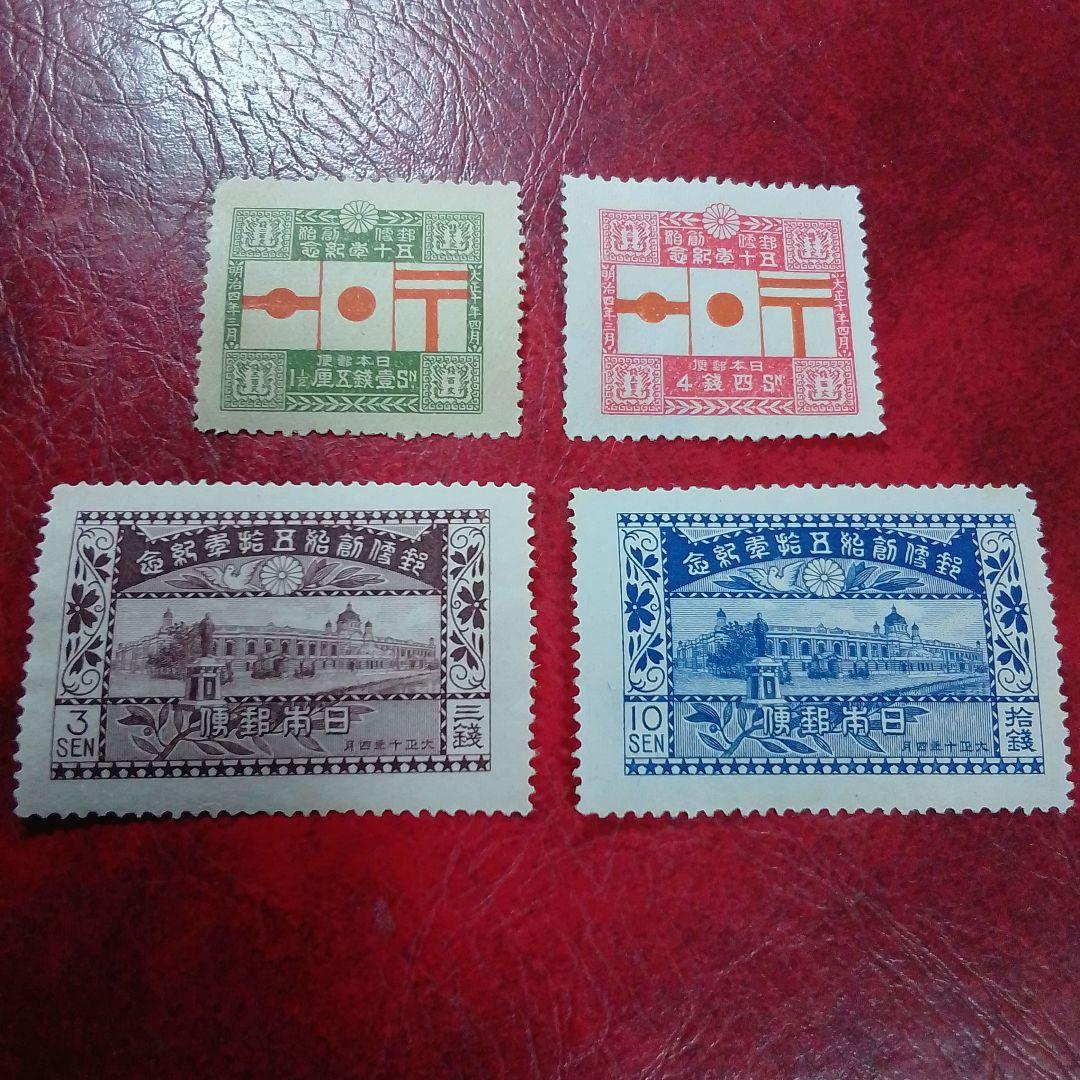 郵便創始
五十年紀念
大正十年四月
明治四年三月
日本郵便
1½ 壹錢五厘 Sn
郵便創始
五十年紀念
大正十年四月
明治四年三月
日本郵便
4 四錢 Sn
郵便創始五拾年紀念
日本郵便
大正十年四月
3
SEN
三錢
郵便創始五拾年紀念
日本郵便
大正十年四月
10
SEN
拾錢